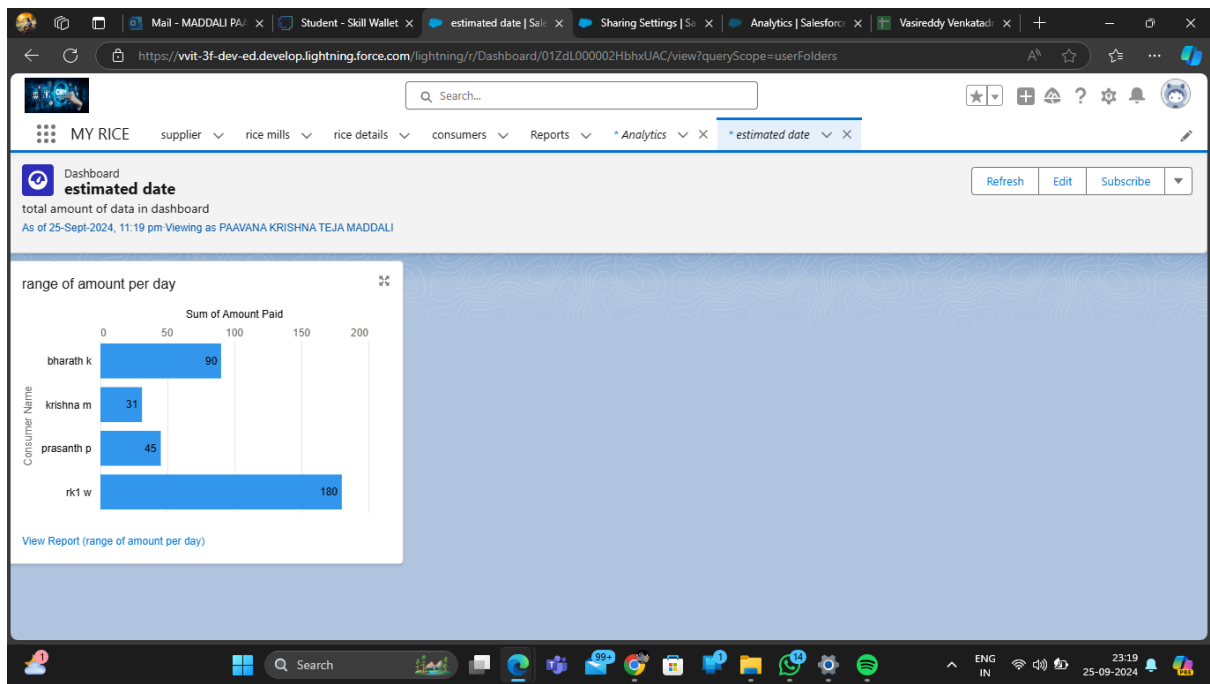 Mail - MADDALI PAA
Student - Skill Wallet
estimated date | Sale
Sharing Settings | Sa
Analytics | Salesforce
Vasireddy Venkatadri
https://vvit-3f-dev-ed.develop.lightning.force.com/lightning/r/Dashboard/01ZdL000002HbhxUAC/view?queryScope=userFolders
Search...
MY RICE supplier rice mills rice details consumers Reports * Analytics * estimated date
Dashboard
estimated date
Refresh Edit Subscribe
total amount of data in dashboard
As of 25-Sept-2024, 11:19 pm·Viewing as PAAVANA KRISHNA TEJA MADDALI
range of amount per day
Sum of Amount Paid
0 50 100 150 200
Consumer Name
bharath k 90
krishna m 31
prasanth p 45
rk1 w 180
View Report (range of amount per day)
1
Search
99+
14
ENG
IN
23:19
25-09-2024
PRE